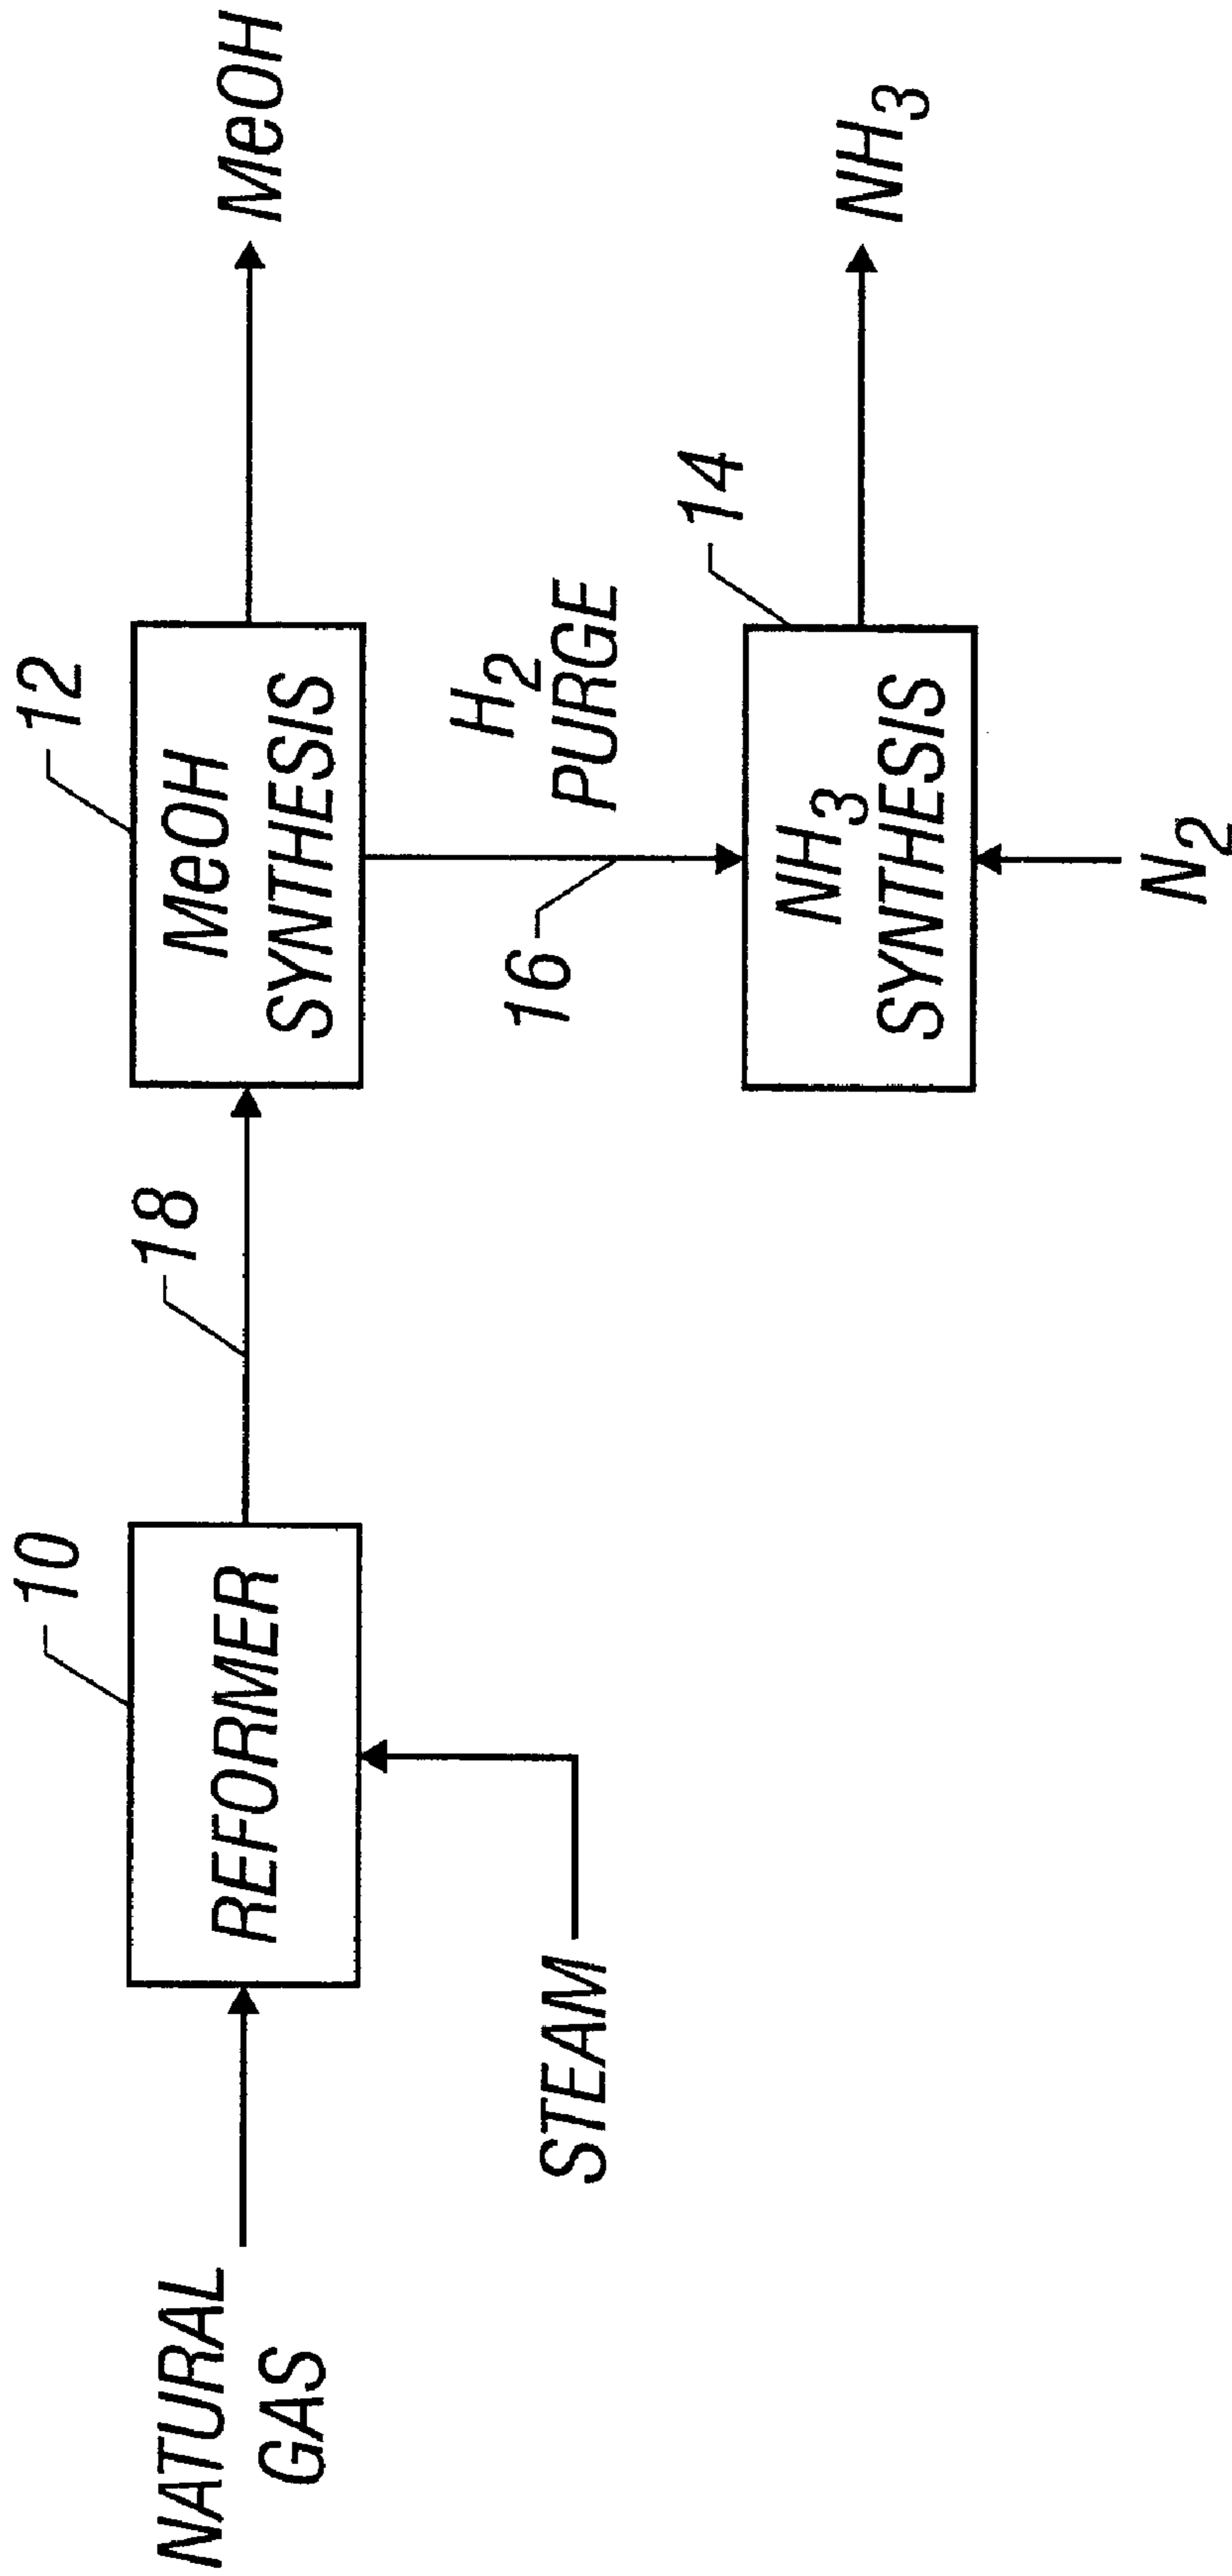 10
12
18
NATURAL
GAS
REFORMER
MeOH
SYNTHESIS
MeOH
STEAM
16
H2
PURGE
14
NH3
SYNTHESIS
NH3
N2